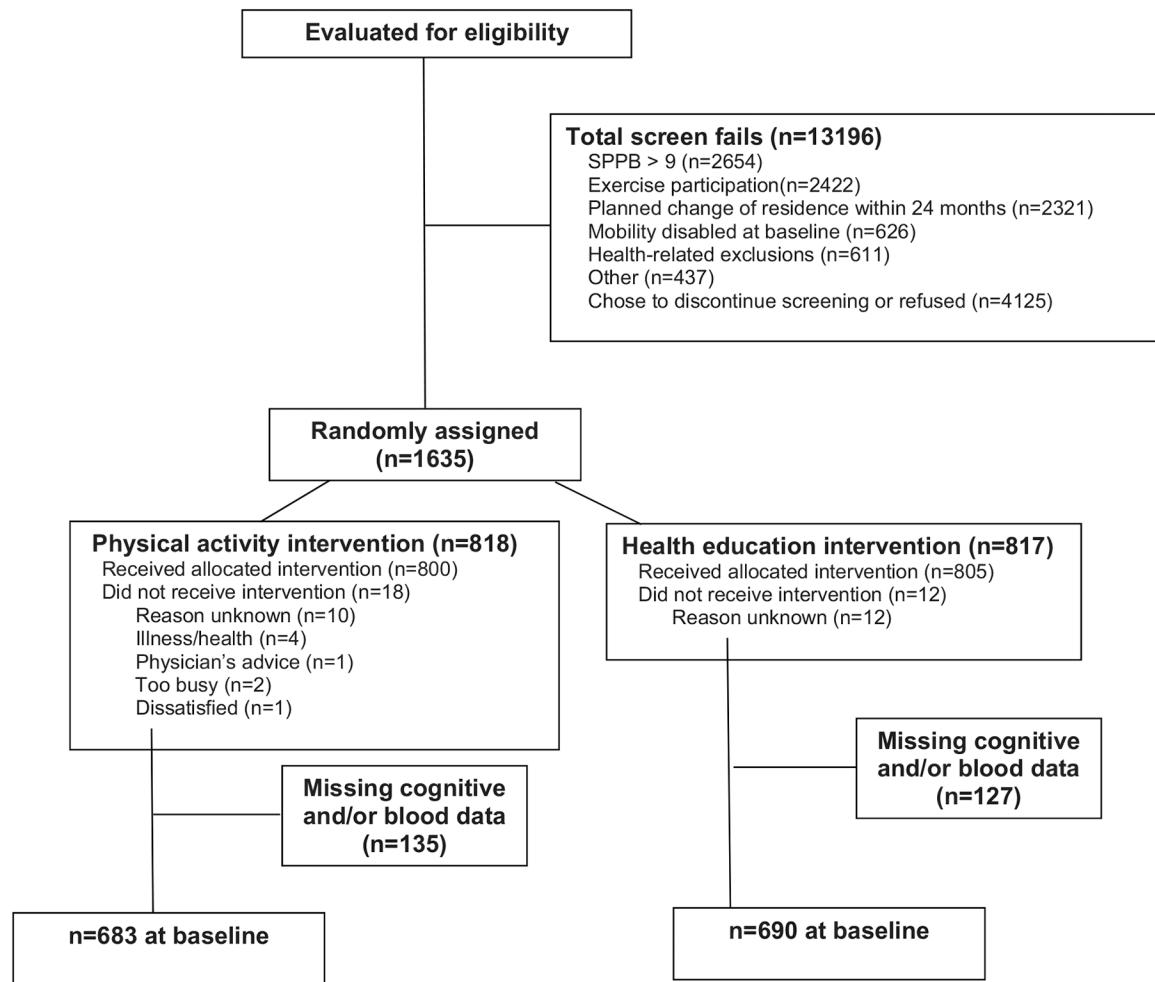 Evaluated for eligibility
Total screen fails (n=13196)
SPPB > 9 (n=2654)
Exercise participation(n=2422)
Planned change of residence within 24 months (n=2321)
Mobility disabled at baseline (n=626)
Health-related exclusions (n=611)
Other (n=437)
Chose to discontinue screening or refused (n=4125)
Randomly assigned
(n=1635)
Physical activity intervention (n=818)
Received allocated intervention (n=800)
Did not receive intervention (n=18)
Reason unknown (n=10)
Illness/health (n=4)
Physician’s advice (n=1)
Too busy (n=2)
Dissatisfied (n=1)
Health education intervention (n=817)
Received allocated intervention (n=805)
Did not receive intervention (n=12)
Reason unknown (n=12)
Missing cognitive
and/or blood data
(n=135)
Missing cognitive
and/or blood data
(n=127)
n=683 at baseline
n=690 at baseline